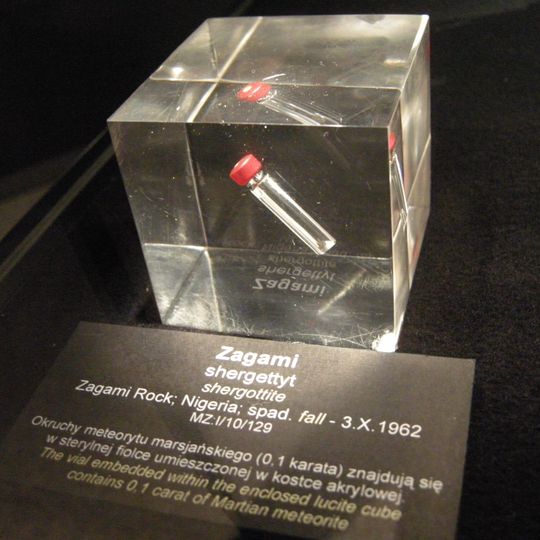 Zagami
shergettyt
shergottite
Zagami Rock; Nigeria; spad. fall - 3.X.1962
MZ:I/10/129
Okruchy meteorytu marsjańskiego (0,1 karata) znajdują się
w sterylnej fiolce umieszczonej w kostce akrylowej.
The vial embedded within the enclosed lucite cube
contains 0,1 carat of Martian meteorite